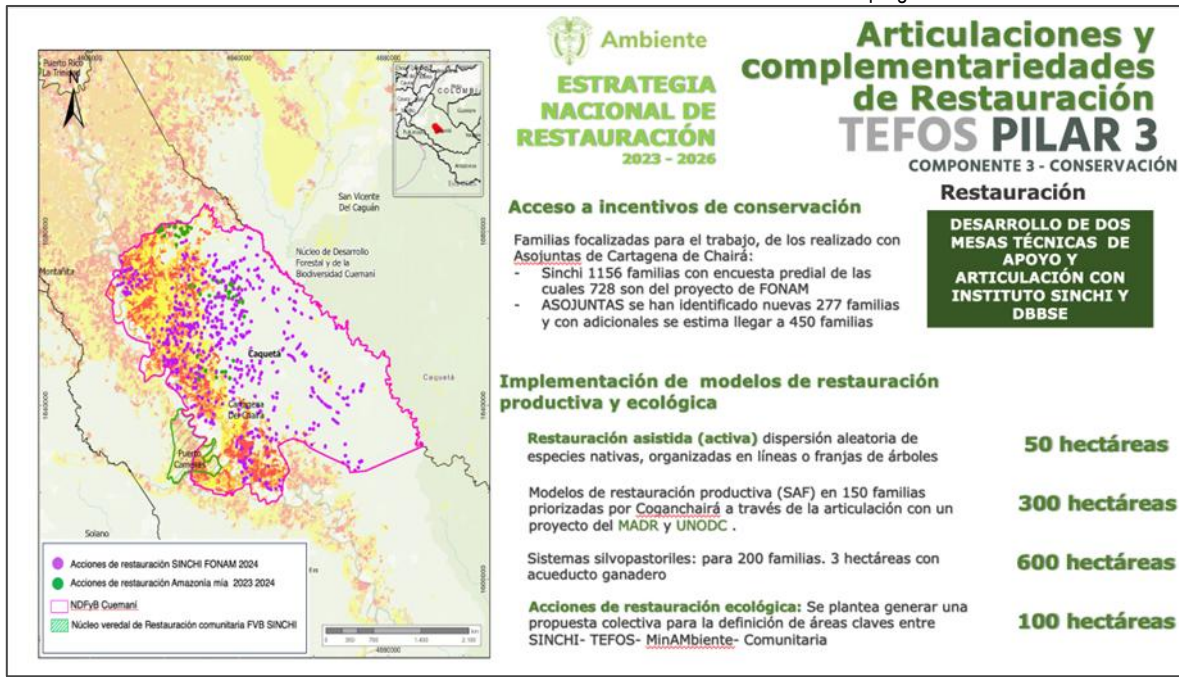 Ambiente
ESTRATEGIA
NACIONAL DE
RESTAURACIÓN
2023 - 2026
Articulaciones y
complementariedades
de Restauración
TEFOS PILAR 3
COMPONENTE 3 - CONSERVACIÓN
Restauración
DESARROLLO DE DOS
MESAS TÉCNICAS DE
APOYO Y
ARTICULACIÓN CON
INSTITUTO SINCHI Y
DBBSE
Acceso a incentivos de conservación
Familias focalizadas para el trabajo, de los realizado con
Asojuntas de Cartagena de Chairá:
- Sinchi 1156 familias con encuesta predial de las
cuales 728 son del proyecto de FONAM
- ASOJUNTAS se han identificado nuevas 277 familias
y con adicionales se estima llegar a 450 familias
Implementación de modelos de restauración
productiva y ecológica
Restauración asistida (activa) dispersión aleatoria de
especies nativas, organizadas en líneas o franjas de árboles
50 hectáreas
Modelos de restauración productiva (SAF) en 150 familias
priorizadas por Coganchairá a través de la articulación con un
proyecto del MADR y UNODC .
300 hectáreas
Sistemas silvopastoriles: para 200 familias. 3 hectáreas con
acueducto ganadero
600 hectáreas
Acciones de restauración ecológica: Se plantea generar una
propuesta colectiva para la definición de áreas claves entre
SINCHI- TEFOS- MinAMbiente- Comunitaria
100 hectáreas
Puerto Rico
La Trinidad
N
COLOMBI
San Vicente
Del Caguán
Núcleo de Desarrollo
Forestal y de la
Biodiversidad Cuemaní
Montañita
Caquetá
Caquetá
Cartagena
Del Chairá
Puerto
Camelias
Solano
Acciones de restauración SINCHI FONAM 2024
Acciones de restauración Amazonía mia 2023 2024
NDFyB Cuemaní
Núcleo veredal de Restauración comunitaria FVB SINCHI